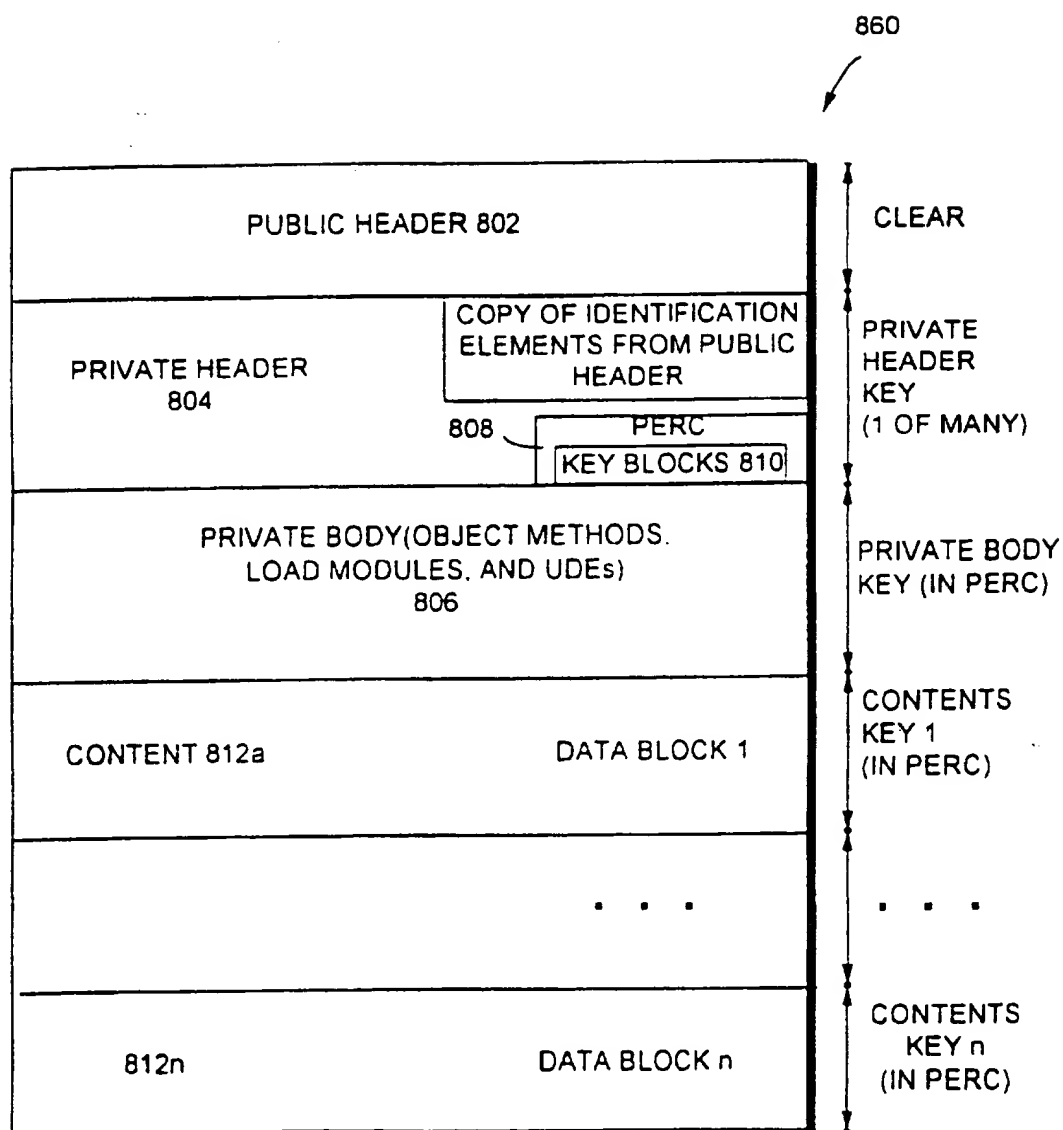 860
PUBLIC HEADER 802
CLEAR
COPY OF IDENTIFICATION
ELEMENTS FROM PUBLIC
HEADER
PRIVATE HEADER
804
808
PERC
KEY BLOCKS 810
PRIVATE
HEADER
KEY
(1 OF MANY)
PRIVATE BODY(OBJECT METHODS.
LOAD MODULES, AND UDEs)
806
PRIVATE BODY
KEY (IN PERC)
CONTENT 812a
DATA BLOCK 1
CONTENTS
KEY 1
(IN PERC)
. . .
. . .
812n
DATA BLOCK n
CONTENTS
KEY n
(IN PERC)